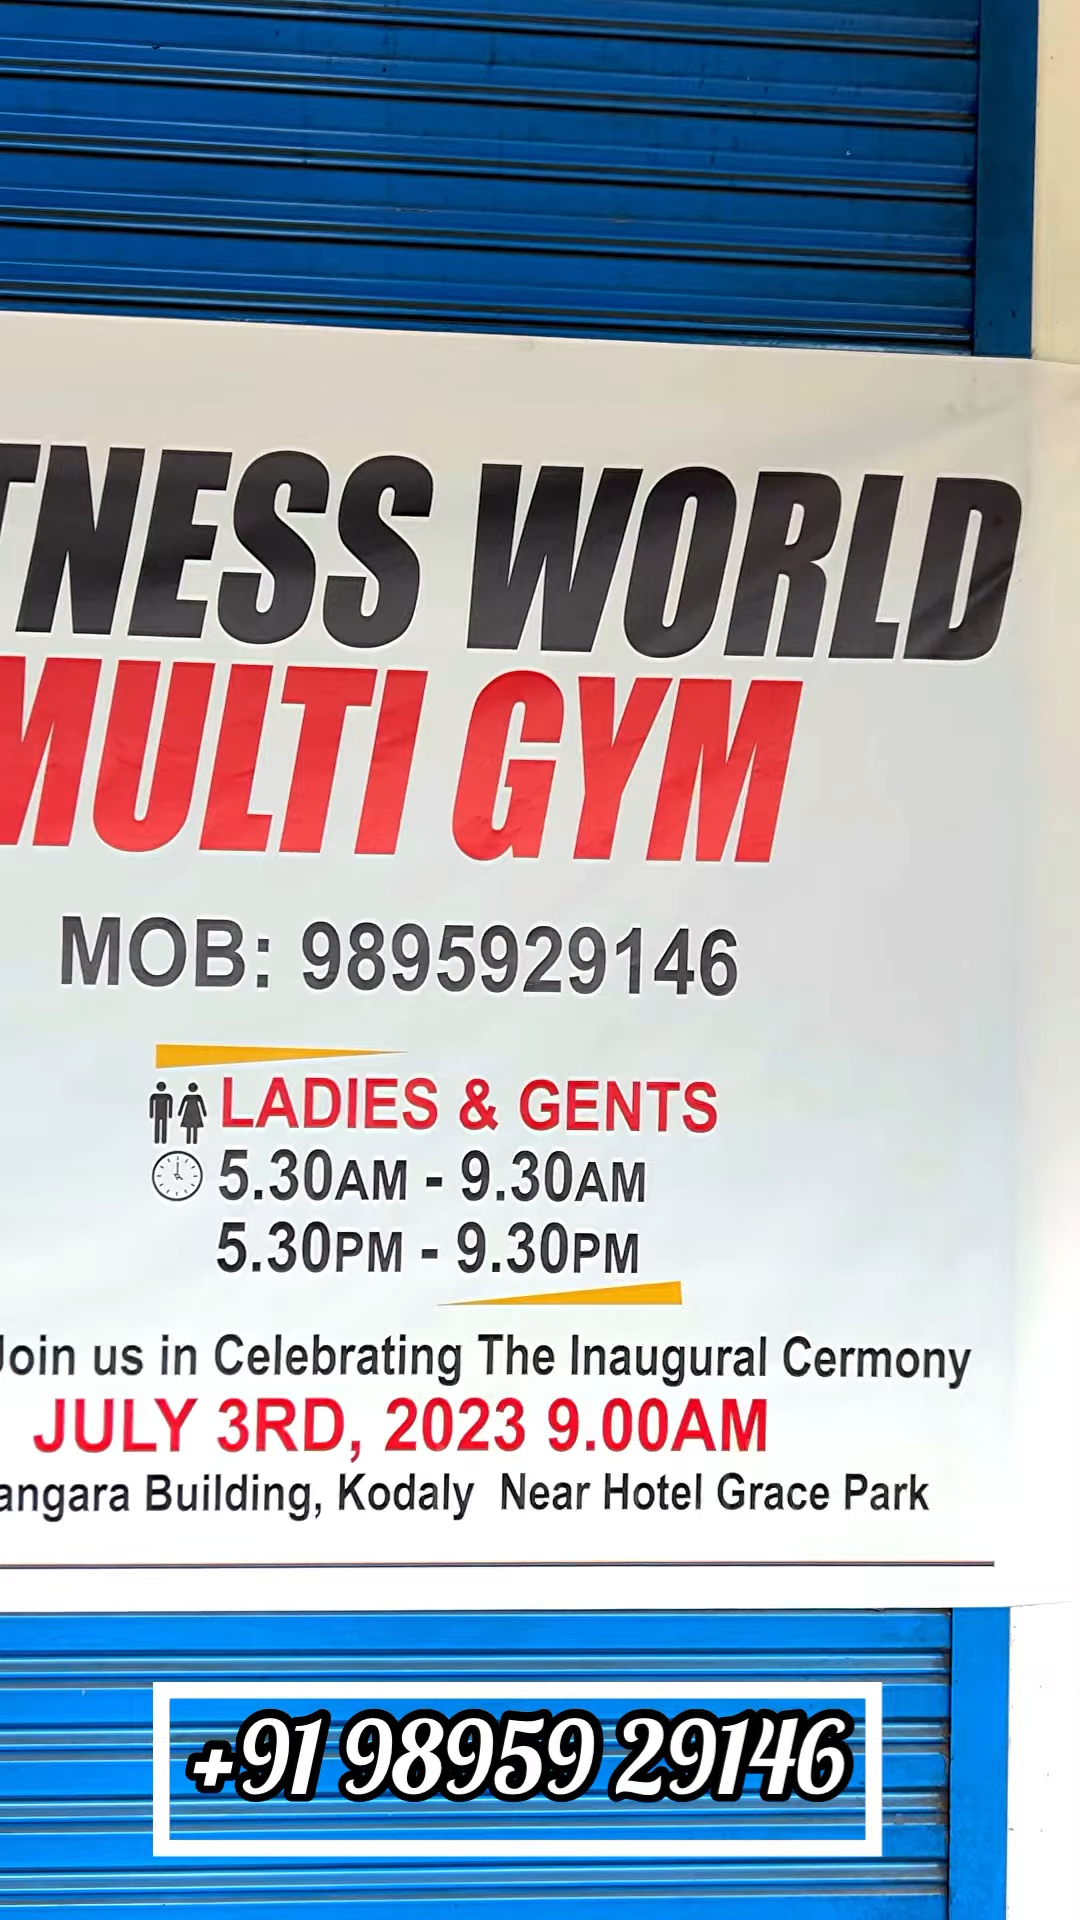 TNESS WORLD
MULTI GYM
MOB: 9895929146
LADIES & GENTS
5.30AM - 9.30AM
5.30PM - 9.30PM
Join us in Celebrating The Inaugural Cermony
JULY 3RD, 2023 9.00AM
angara Building, Kodaly Near Hotel Grace Park
+91 98959 29146